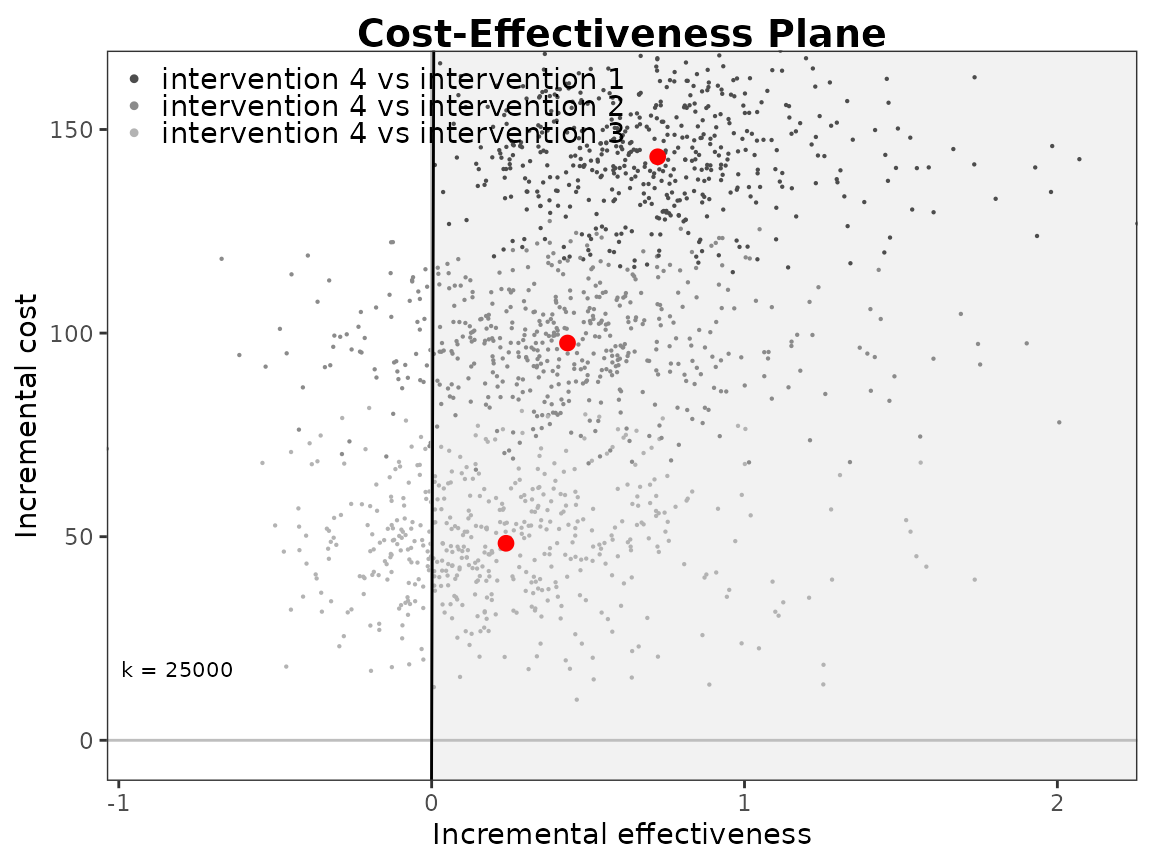 Cost-Effectiveness Plane
intervention 4 vs intervention 1
intervention 4 vs intervention 2
intervention 4 vs intervention 3
150
100
50
0
Incremental cost
k = 25000
-1
0
1
2
Incremental effectiveness